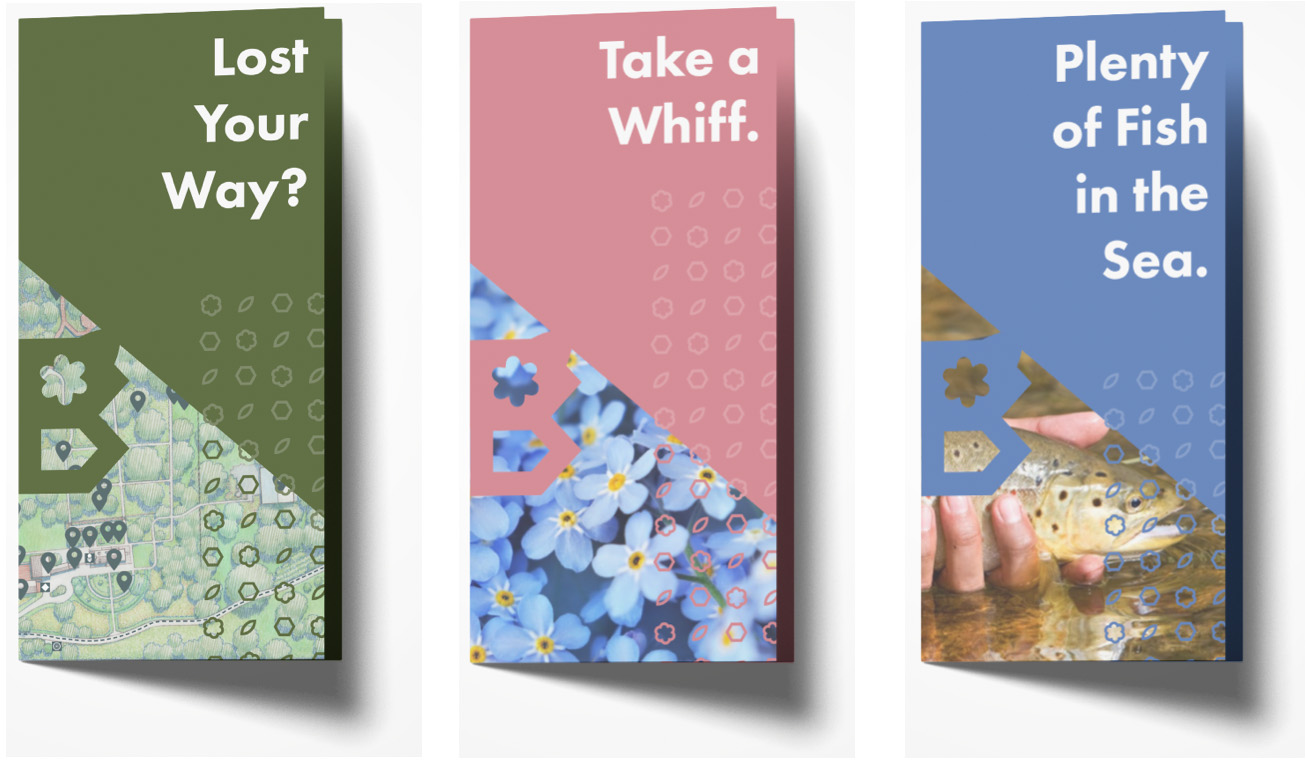 Lost
Your
Way?
Take a
Whiff.
Plenty
of Fish
in the
Sea.